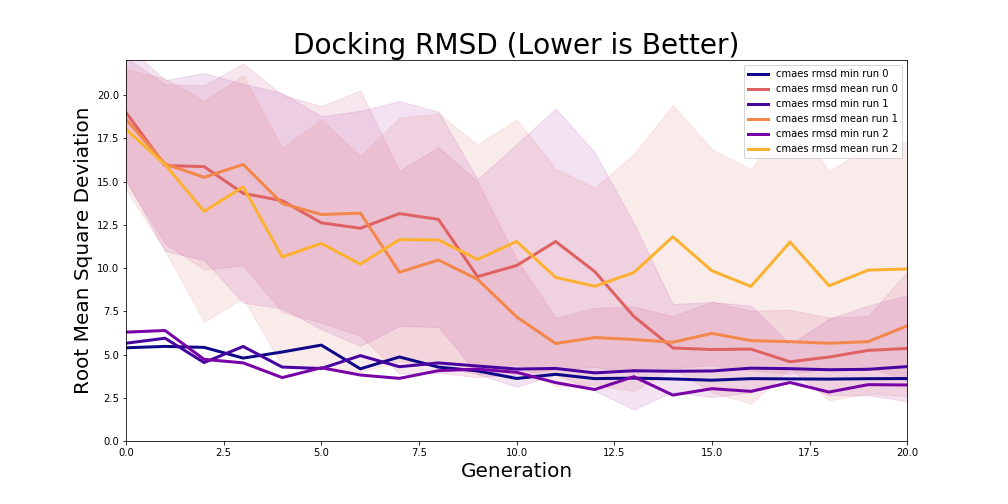 Docking RMSD (Lower is Better)
cmaes rmsd min run 0
cmaes rmsd mean run 0
cmaes rmsd min run 1
cmaes rmsd mean run 1
cmaes rmsd min run 2
cmaes rmsd mean run 2
Root Mean Square Deviation
20.0
17.5
15.0
12.5
10.0
7.5
5.0
2.5
0.0
0.0 2.5 5.0 7.5 10.0 12.5 15.0 17.5 20.0
Generation